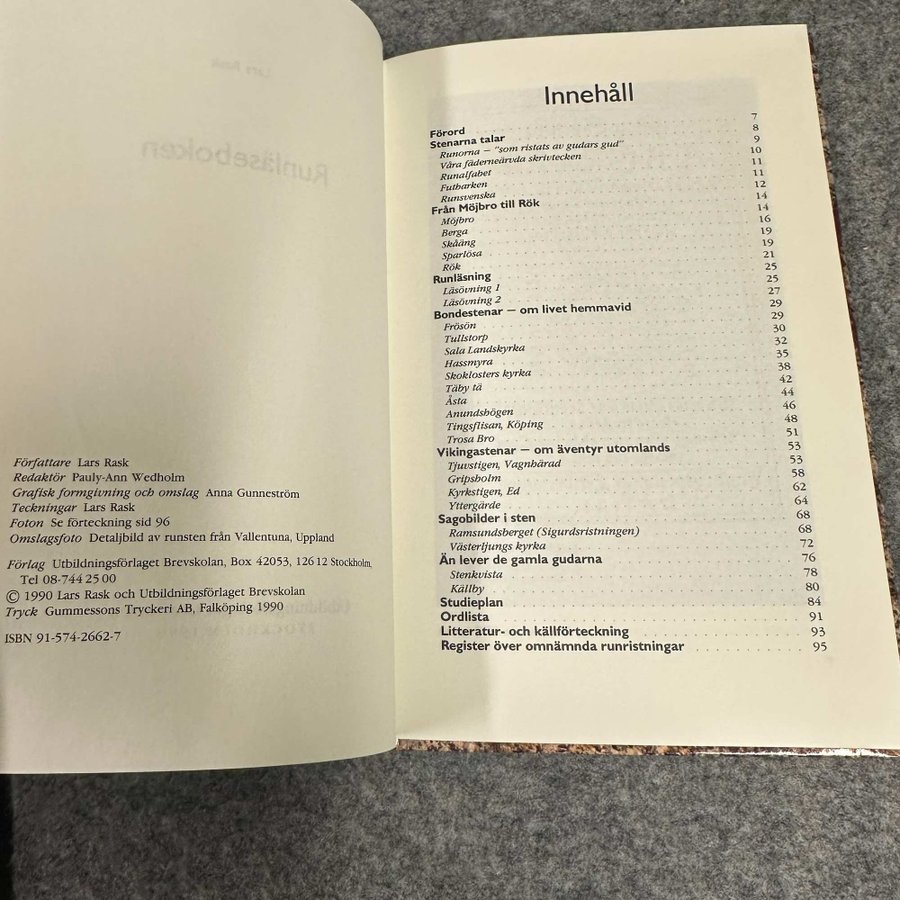 Lars Rask
Runläseboken
Författare Lars Rask
Redaktör Pauly-Ann Wedholm
Grafisk formgivning och omslag Anna Gunneström
Teckningar Lars Rask
Foton Se förteckning sid 96
Omslagsfoto Detaljbild av runsten från Vallentuna, Uppland
Förlag Utbildningsförlaget Brevskolan, Box 42053, 126 12 Stockholm,
Tel 08-744 25 00
© 1990 Lars Rask och Utbildningsförlaget Brevskolan
Tryck Gummessons Tryckeri AB, Falköping 1990
ISBN 91-574-2662-7
Innehåll
Förord 7
Stenarna talar 8
Runorna – "som ristats av gudars gud" 9
Våra fäderneärvda skrivtecken 10
Runalfabet 11
Futharken 11
Runsvenska 12
Från Möjbro till Rök 14
Möjbro 14
Berga 16
Skåäng 19
Sparlösa 19
Rök 21
Runläsning 25
Läsövning 1 25
Läsövning 2 27
Bondestenar – om livet hemmavid 29
Frösön 29
Tullstorp 30
Sala Landskyrka 32
Hassmyra 35
Skoklosters kyrka 38
Täby tä 42
Åsta 44
Anundshögen 46
Tingsflisan, Köping 48
Trosa Bro 51
Vikingastenar – om äventyr utomlands 53
Tjuvstigen, Vagnhärad 53
Gripsholm 58
Kyrkstigen, Ed 62
Yttergärde 64
Sagobilder i sten 68
Ramsundsberget (Sigurdsristningen) 68
Västerljungs kyrka 72
Än lever de gamla gudarna 76
Stenkvista 78
Källby 80
Studieplan 84
Ordlista 91
Litteratur- och källförteckning 93
Register över omnämnda runristningar 95